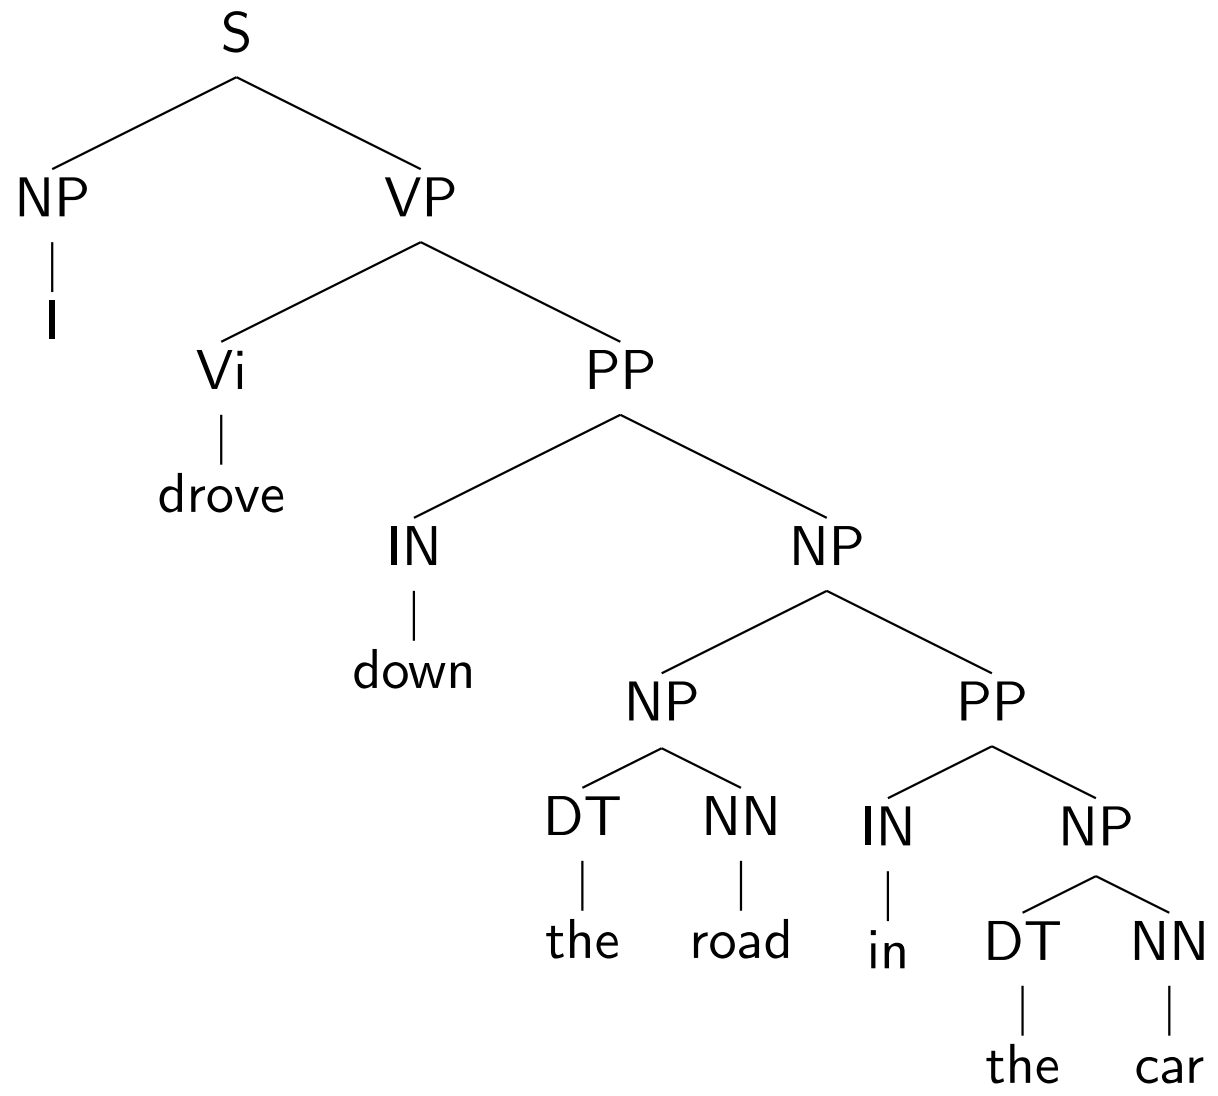 S
NP VP
I
Vi PP
drove
IN NP
down
NP PP
DT NN IN NP
the road in DT NN
the car